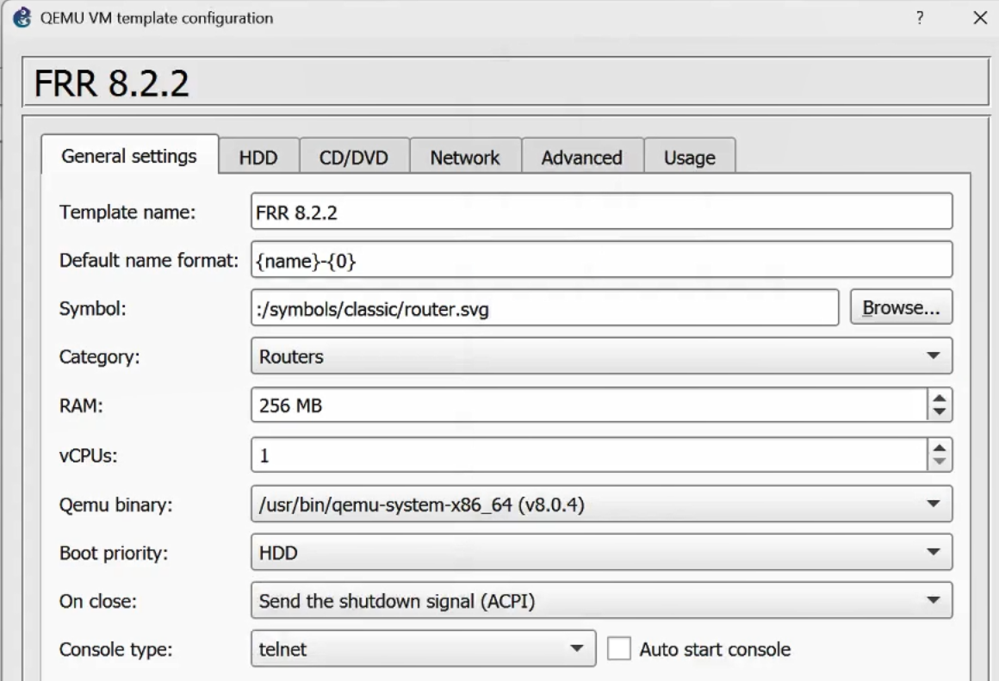 QEMU VM template configuration ?
FRR 8.2.2
General settings HDD CD/DVD Network Advanced Usage
Template name: FRR 8.2.2
Default name format: {name}-{0}
Symbol: :/symbols/classic/router.svg Browse...
Category: Routers
RAM: 256 MB
vCPUs: 1
Qemu binary: /usr/bin/qemu-system-x86_64 (v8.0.4)
Boot priority: HDD
On close: Send the shutdown signal (ACPI)
Console type: telnet Auto start console